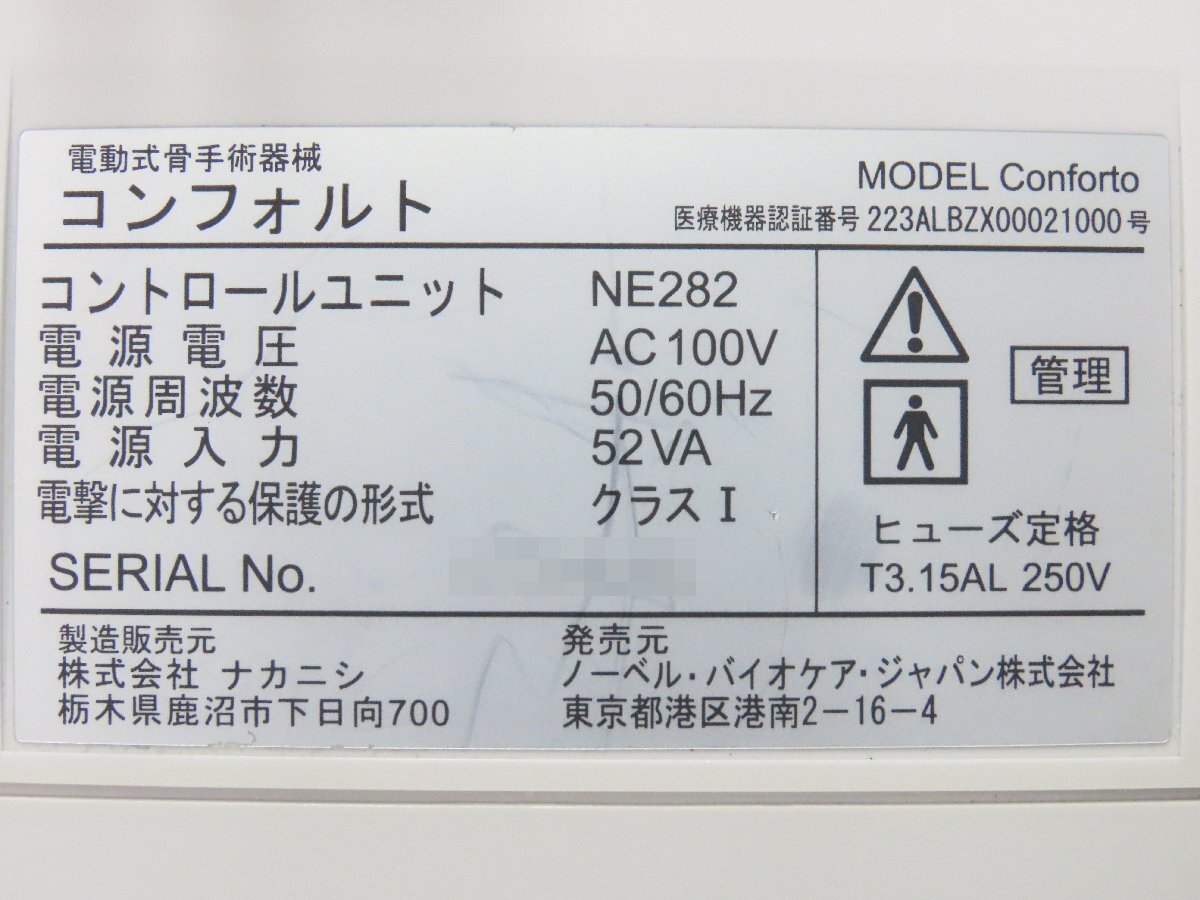 電動式骨手術器械
コンフォルト
MODEL Conforto
医療機器認証番号 223ALBZX00021000号
コントロールユニット NE282
電源電圧 AC100V
電源周波数 50/60Hz
電源入力 52VA
電撃に対する保護の形式 クラス I
SERIAL No.
管理
ヒューズ定格
T3.15AL 250V
製造販売元
株式会社 ナカニシ
栃木県鹿沼市下日向700
発売元
ノーベル・バイオケア・ジャパン株式会社
東京都港区港南2-16-4